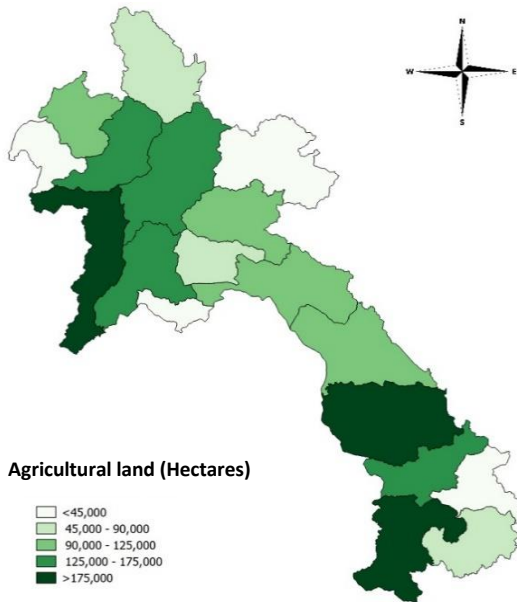 N
W E
S
Agricultural land (Hectares)
<45,000
45,000 - 90,000
90,000 - 125,000
125,000 - 175,000
>175,000